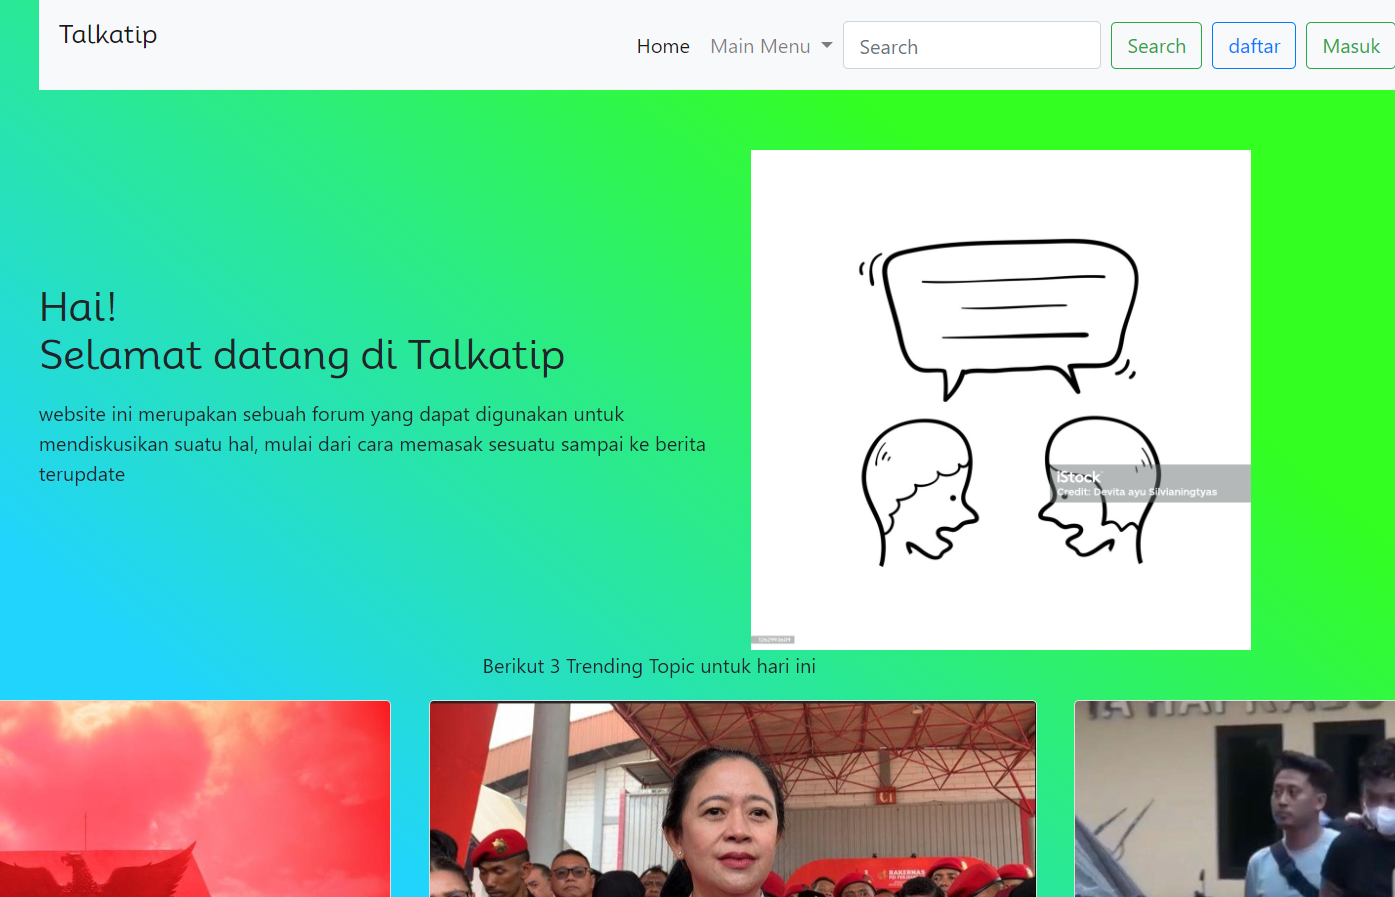 Talkatip
Home Main Menu Search Search daftar Masuk
Hai!
Selamat datang di Talkatip
website ini merupakan sebuah forum yang dapat digunakan untuk
mendiskusikan suatu hal, mulai dari cara memasak sesuatu sampai ke berita
terupdate
iStock
Credit: Devita ayu Silvianingtyas
Berikut 3 Trending Topic untuk hari ini
C1
RAKERNAS